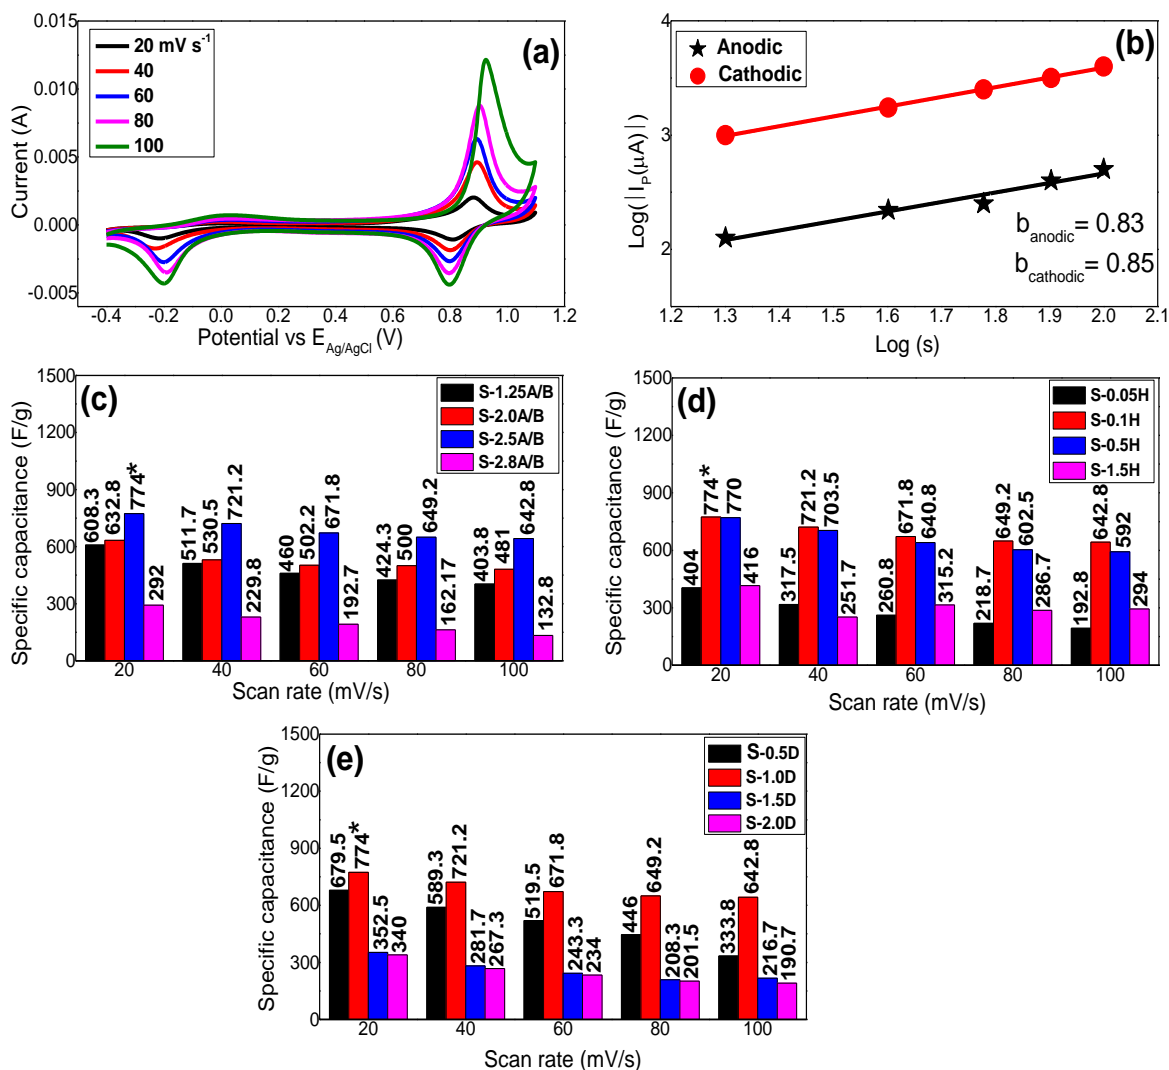 (a)
20 mV s⁻¹
40
60
80
100
Current (A)
0.015
0.010
0.005
0.000
-0.005
-0.4 -0.2 0.0 0.2 0.4 0.6 0.8 1.0 1.2
Potential vs E_Ag/AgCl (V)
(b)
Anodic
Cathodic
Log(|I_P(μA)|)
4
3
2
b_anodic = 0.83
b_cathodic = 0.85
1.2 1.3 1.4 1.5 1.6 1.7 1.8 1.9 2.0 2.1
Log (s)
(c)
S-1.25A/B
S-2.0A/B
S-2.5A/B
S-2.8A/B
Specific capacitance (F/g)
1500
1200
900
600
300
0
608.3 632.8 774* 292
511.7 530.5 721.2 229.8
460 502.2 671.8 192.7
424.3 500 649.2 162.17
403.8 481 642.8 132.8
20 40 60 80 100
Scan rate (mV/s)
(d)
S-0.05H
S-0.1H
S-0.5H
S-1.5H
Specific capacitance (F/g)
1500
1200
900
600
300
0
404 774* 770 416
317.5 721.2 703.5 251.7
260.8 671.8 640.8 315.2
218.7 649.2 602.5 286.7
192.8 642.8 592 294
20 40 60 80 100
Scan rate (mV/s)
(e)
S-0.5D
S-1.0D
S-1.5D
S-2.0D
Specific capacitance (F/g)
1500
1200
900
600
300
0
679.5 774* 352.5 340
589.3 721.2 281.7 267.3
519.5 671.8 243.3 234
446 649.2 208.3 201.5
333.8 642.8 216.7 190.7
20 40 60 80 100
Scan rate (mV/s)